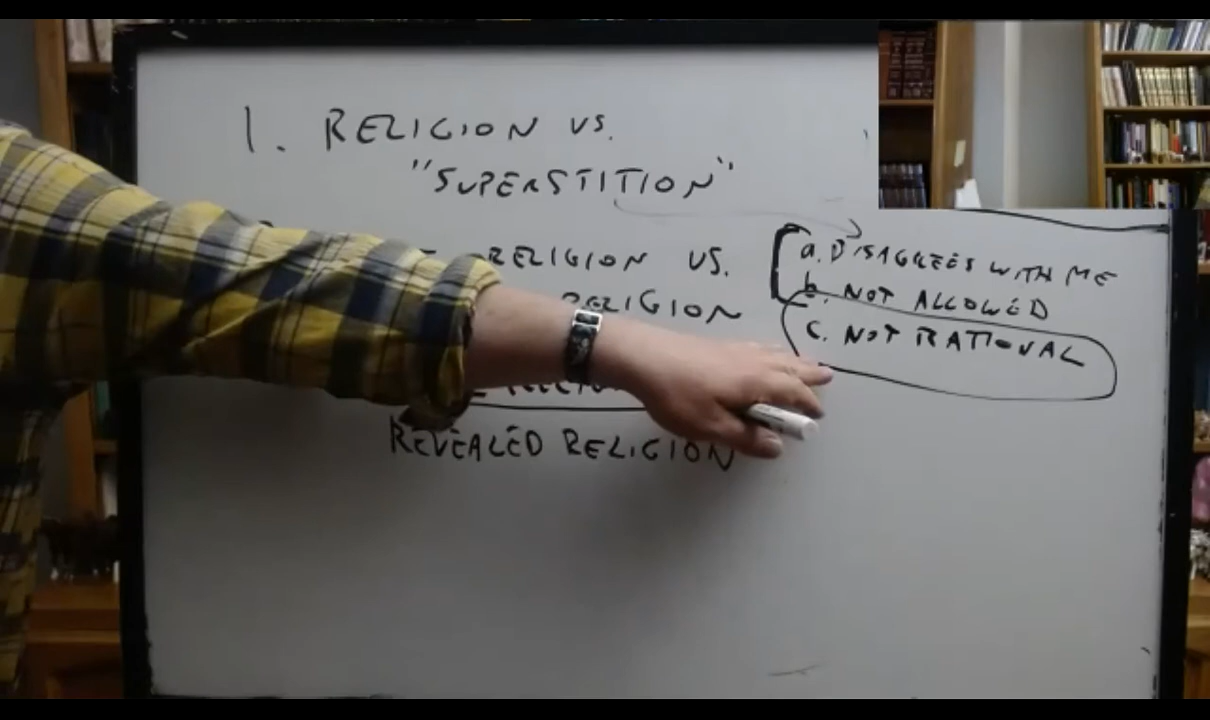 1. RELIGION VS.
"SUPERSTITION"
RELIGION VS.
RELIGION
REVEALED RELIGION
a. DISAGREES WITH ME
b. NOT ALLOWED
c. NOT RATIONAL